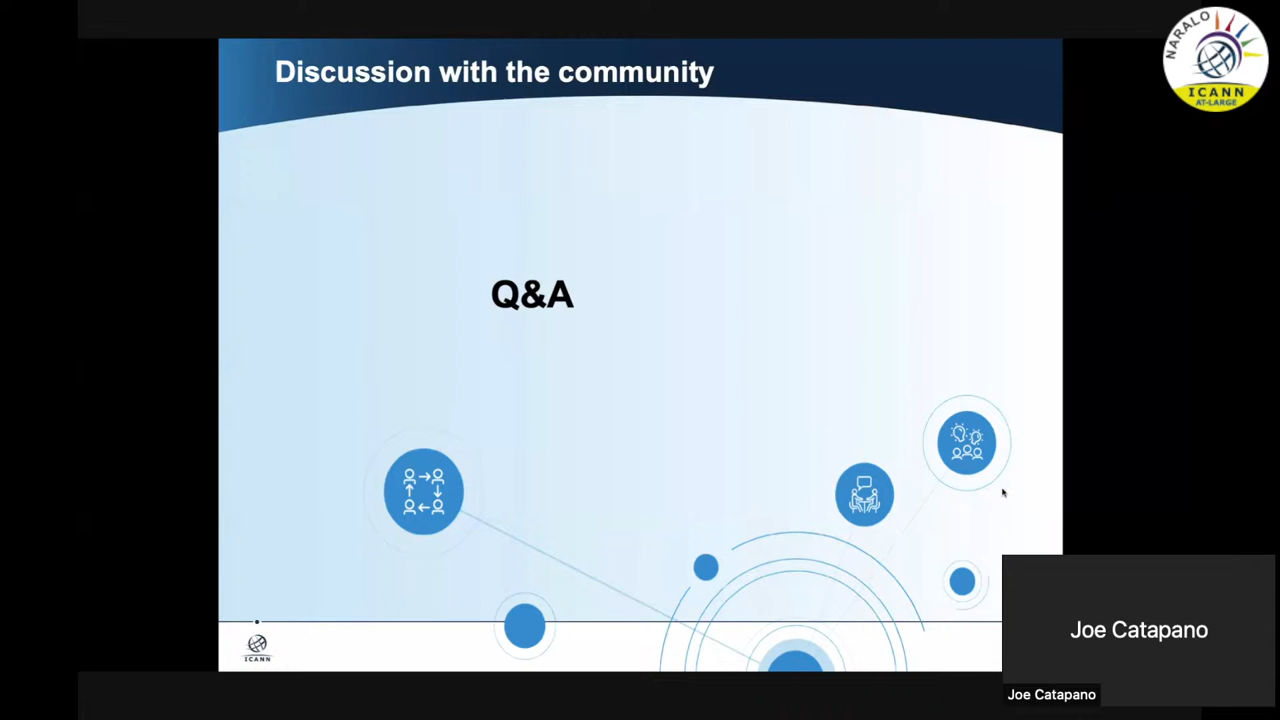 Discussion with the community
NARALO
ICANN
AT-LARGE
Q&A
ICANN
Joe Catapano
Joe Catapano